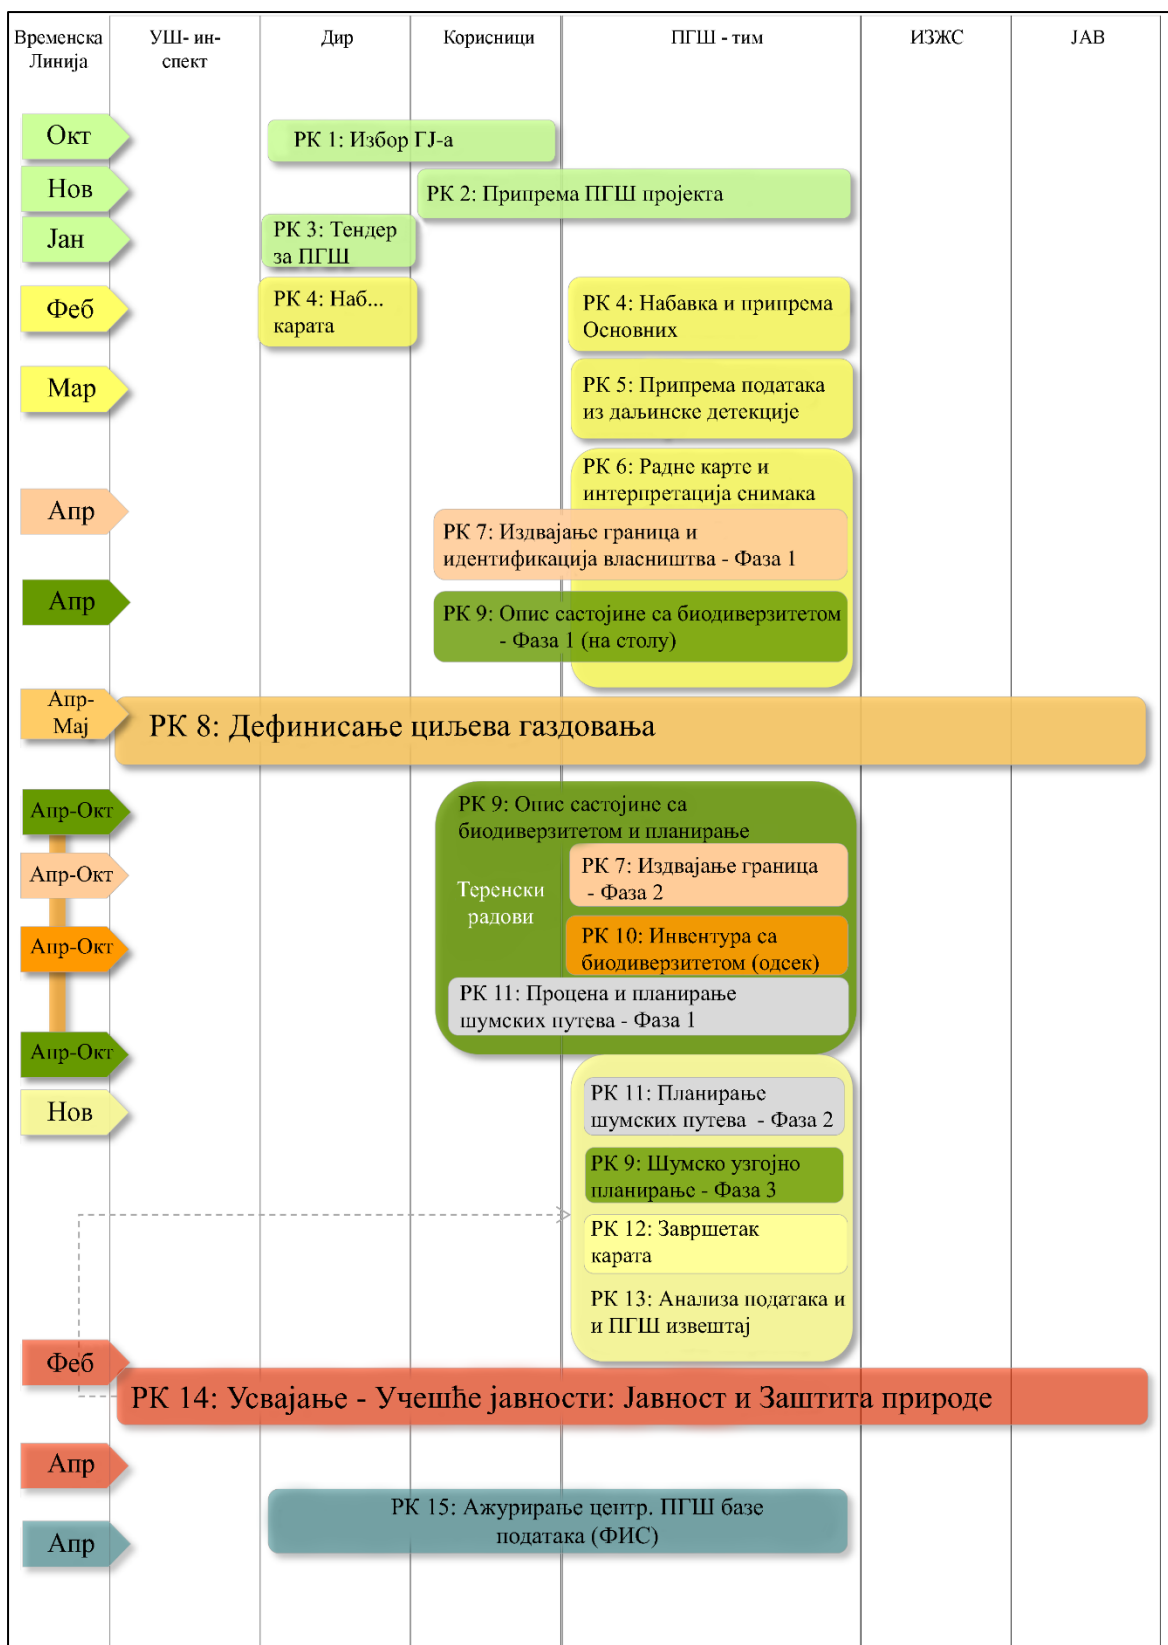 Временска
Линија
УШ- ин-
спект
Дир
Корисници
ПГШ - тим
ИЗЖС
ЈАВ
Окт
РК 1: Избор ГЈ-а
Нов
РК 2: Припрема ПГШ пројекта
Јан
РК 3: Тендер
за ПГШ
Феб
РК 4: Наб...
карата
РК 4: Набавка и припрема
Основних
Мар
РК 5: Припрема података
из даљинске детекције
РК 6: Радне карте и
интерпретација снимака
Апр
РК 7: Издвајање граница и
идентификација власништва - Фаза 1
Апр
РК 9: Опис састојине са биодиверзитетом
- Фаза 1 (на столу)
Апр-
Мај
РК 8: Дефинисање циљева газдовања
Апр-Окт
РК 9: Опис састојине са
биодиверзитетом и планирање
Апр-Окт
Теренски
радови
РК 7: Издвајање граница
- Фаза 2
Апр-Окт
РК 10: Инвентура са
биодиверзитетом (одсек)
РК 11: Процена и планирање
шумских путева - Фаза 1
Апр-Окт
Нов
РК 11: Планирање
шумских путева - Фаза 2
РК 9: Шумско узгојно
планирање - Фаза 3
РК 12: Завршетак
карата
РК 13: Анализа података и
и ПГШ извештај
Феб
РК 14: Усвајање - Учешће јавности: Јавност и Заштита природе
Апр
РК 15: Ажурирање центр. ПГШ базе
података (ФИС)
Апр